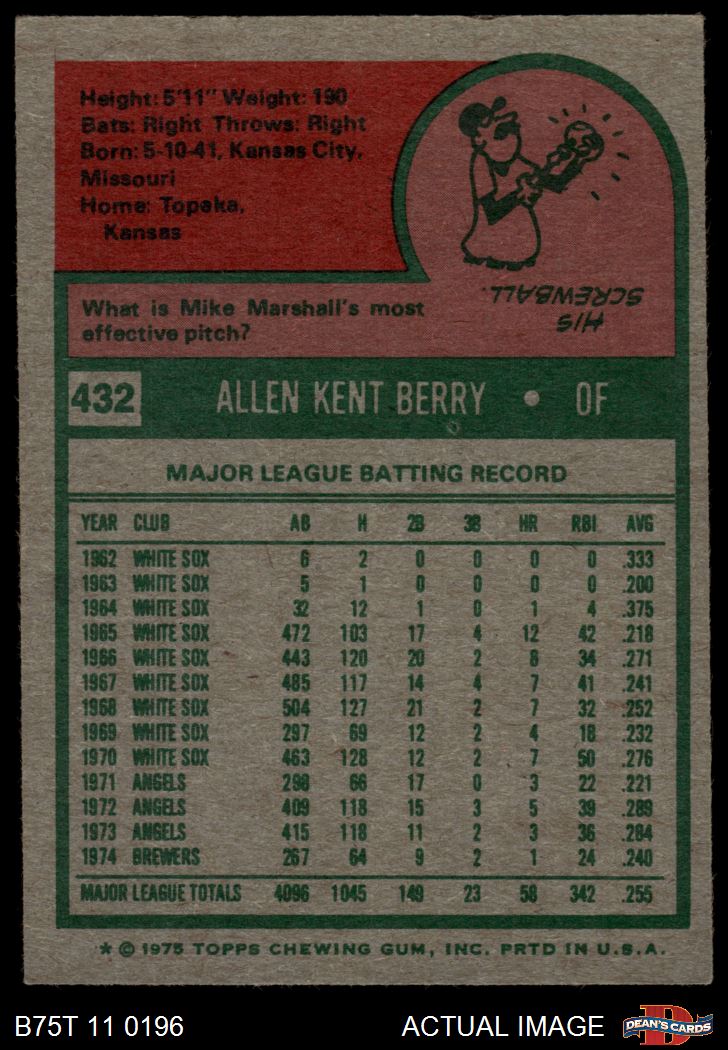 Height: 5'11" Weight: 190
Bats: Right Throws: Right
Born: 5-10-41, Kansas City,
Missouri
Home: Topeka,
Kansas
What is Mike Marshall's most
effective pitch?
HIS
SCREWBALL.
432 ALLEN KENT BERRY • OF
MAJOR LEAGUE BATTING RECORD
YEAR CLUB AB H 2B 3B HR RBI AVG
1962 WHITE SOX 6 2 0 0 0 0 .333
1963 WHITE SOX 5 1 0 0 0 0 .200
1964 WHITE SOX 32 12 1 0 1 4 .375
1965 WHITE SOX 472 103 17 4 12 42 .218
1966 WHITE SOX 443 120 20 2 8 34 .271
1967 WHITE SOX 485 117 14 4 7 41 .241
1968 WHITE SOX 504 127 21 2 7 32 .252
1969 WHITE SOX 297 69 12 2 4 18 .232
1970 WHITE SOX 463 128 12 2 7 50 .276
1971 ANGELS 298 66 17 0 3 22 .221
1972 ANGELS 409 118 15 3 5 39 .289
1973 ANGELS 415 118 11 2 3 36 .284
1974 BREWERS 267 64 9 2 1 24 .240
MAJOR LEAGUE TOTALS 4096 1045 149 23 58 342 .255
* © 1975 TOPPS CHEWING GUM, INC. PRTD IN U.S.A.
B75T 11 0196 ACTUAL IMAGE
D
DEAN'S CARDS